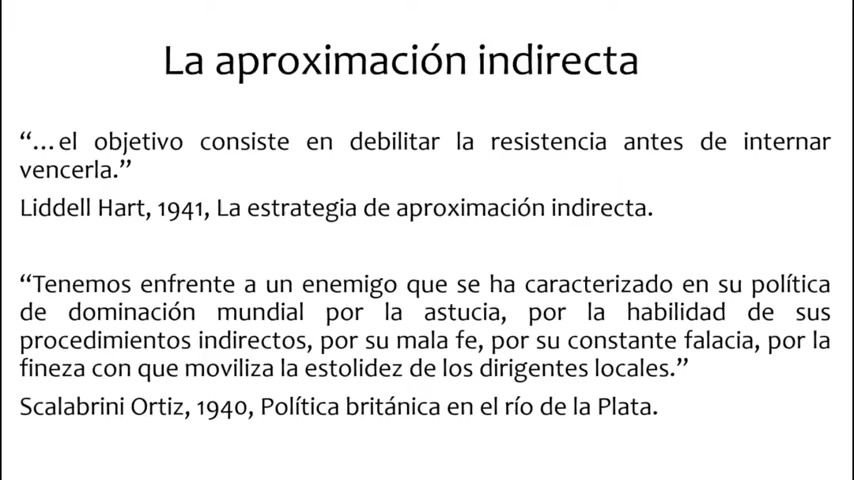 La aproximación indirecta
“…el objetivo consiste en debilitar la resistencia antes de internar
vencerla.”
Liddell Hart, 1941, La estrategia de aproximación indirecta.
“Tenemos enfrente a un enemigo que se ha caracterizado en su política
de dominación mundial por la astucia, por la habilidad de sus
procedimientos indirectos, por su mala fe, por su constante falacia, por la
fineza con que moviliza la estolidez de los dirigentes locales.”
Scalabrini Ortiz, 1940, Política británica en el río de la Plata.